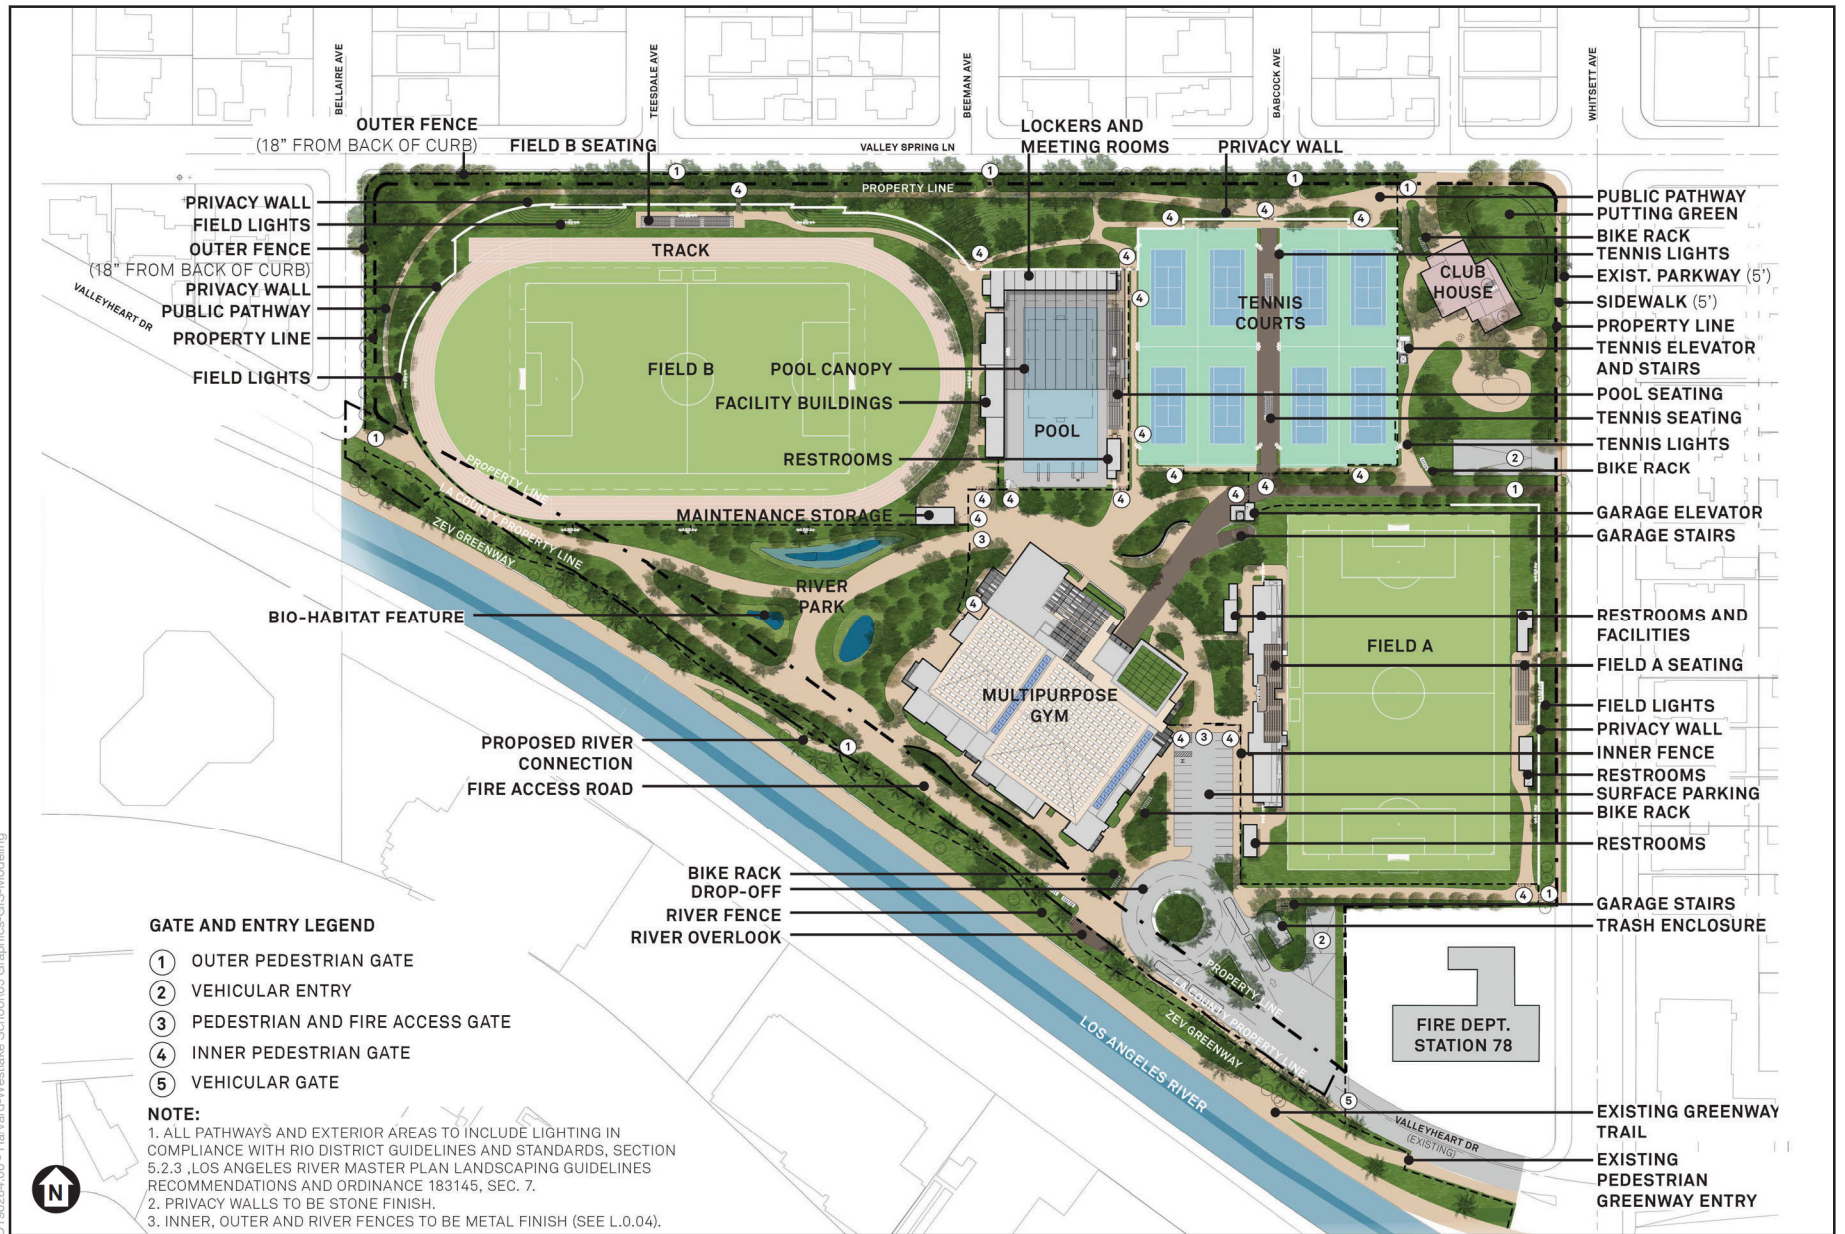 BELLAIRE AVE
TEESDALE AVE
BEEMAN AVE
BABCOCK AVE
WHITSETT AVE
VALLEY SPRING LN
VALLEYHEART DR
OUTER FENCE
(18" FROM BACK OF CURB)
FIELD B SEATING
LOCKERS AND
MEETING ROOMS
PRIVACY WALL
PROPERTY LINE
PRIVACY WALL
FIELD LIGHTS
OUTER FENCE
(18" FROM BACK OF CURB)
PRIVACY WALL
PUBLIC PATHWAY
PROPERTY LINE
FIELD LIGHTS
TRACK
FIELD B
POOL CANOPY
FACILITY BUILDINGS
POOL
RESTROOMS
MAINTENANCE STORAGE
TENNIS
COURTS
CLUB
HOUSE
PUBLIC PATHWAY
PUTTING GREEN
BIKE RACK
TENNIS LIGHTS
EXIST. PARKWAY (5')
SIDEWALK (5')
PROPERTY LINE
TENNIS ELEVATOR
AND STAIRS
POOL SEATING
TENNIS SEATING
TENNIS LIGHTS
BIKE RACK
GARAGE ELEVATOR
GARAGE STAIRS
RESTROOMS AND
FACILITIES
FIELD A SEATING
FIELD LIGHTS
PRIVACY WALL
INNER FENCE
RESTROOMS
SURFACE PARKING
BIKE RACK
RESTROOMS
GARAGE STAIRS
TRASH ENCLOSURE
PROPERTY LINE
LA COUNTY PROPERTY LINE
ZEV GREENWAY
RIVER
PARK
BIO-HABITAT FEATURE
MULTIPURPOSE
GYM
FIELD A
PROPOSED RIVER
CONNECTION
FIRE ACCESS ROAD
BIKE RACK
DROP-OFF
RIVER FENCE
RIVER OVERLOOK
PROPERTY LINE
LA COUNTY PROPERTY LINE
ZEV GREENWAY
LOS ANGELES RIVER
FIRE DEPT.
STATION 78
VALLEYHEART DR
(EXISTING)
EXISTING GREENWAY
TRAIL
EXISTING
PEDESTRIAN
GREENWAY ENTRY
GATE AND ENTRY LEGEND
1 OUTER PEDESTRIAN GATE
2 VEHICULAR ENTRY
3 PEDESTRIAN AND FIRE ACCESS GATE
4 INNER PEDESTRIAN GATE
5 VEHICULAR GATE
NOTE:
1. ALL PATHWAYS AND EXTERIOR AREAS TO INCLUDE LIGHTING IN
COMPLIANCE WITH RIO DISTRICT GUIDELINES AND STANDARDS, SECTION
5.2.3 ,LOS ANGELES RIVER MASTER PLAN LANDSCAPING GUIDELINES
RECOMMENDATIONS AND ORDINANCE 183145, SEC. 7.
2. PRIVACY WALLS TO BE STONE FINISH.
3. INNER, OUTER AND RIVER FENCES TO BE METAL FINISH (SEE L.0.04).
N